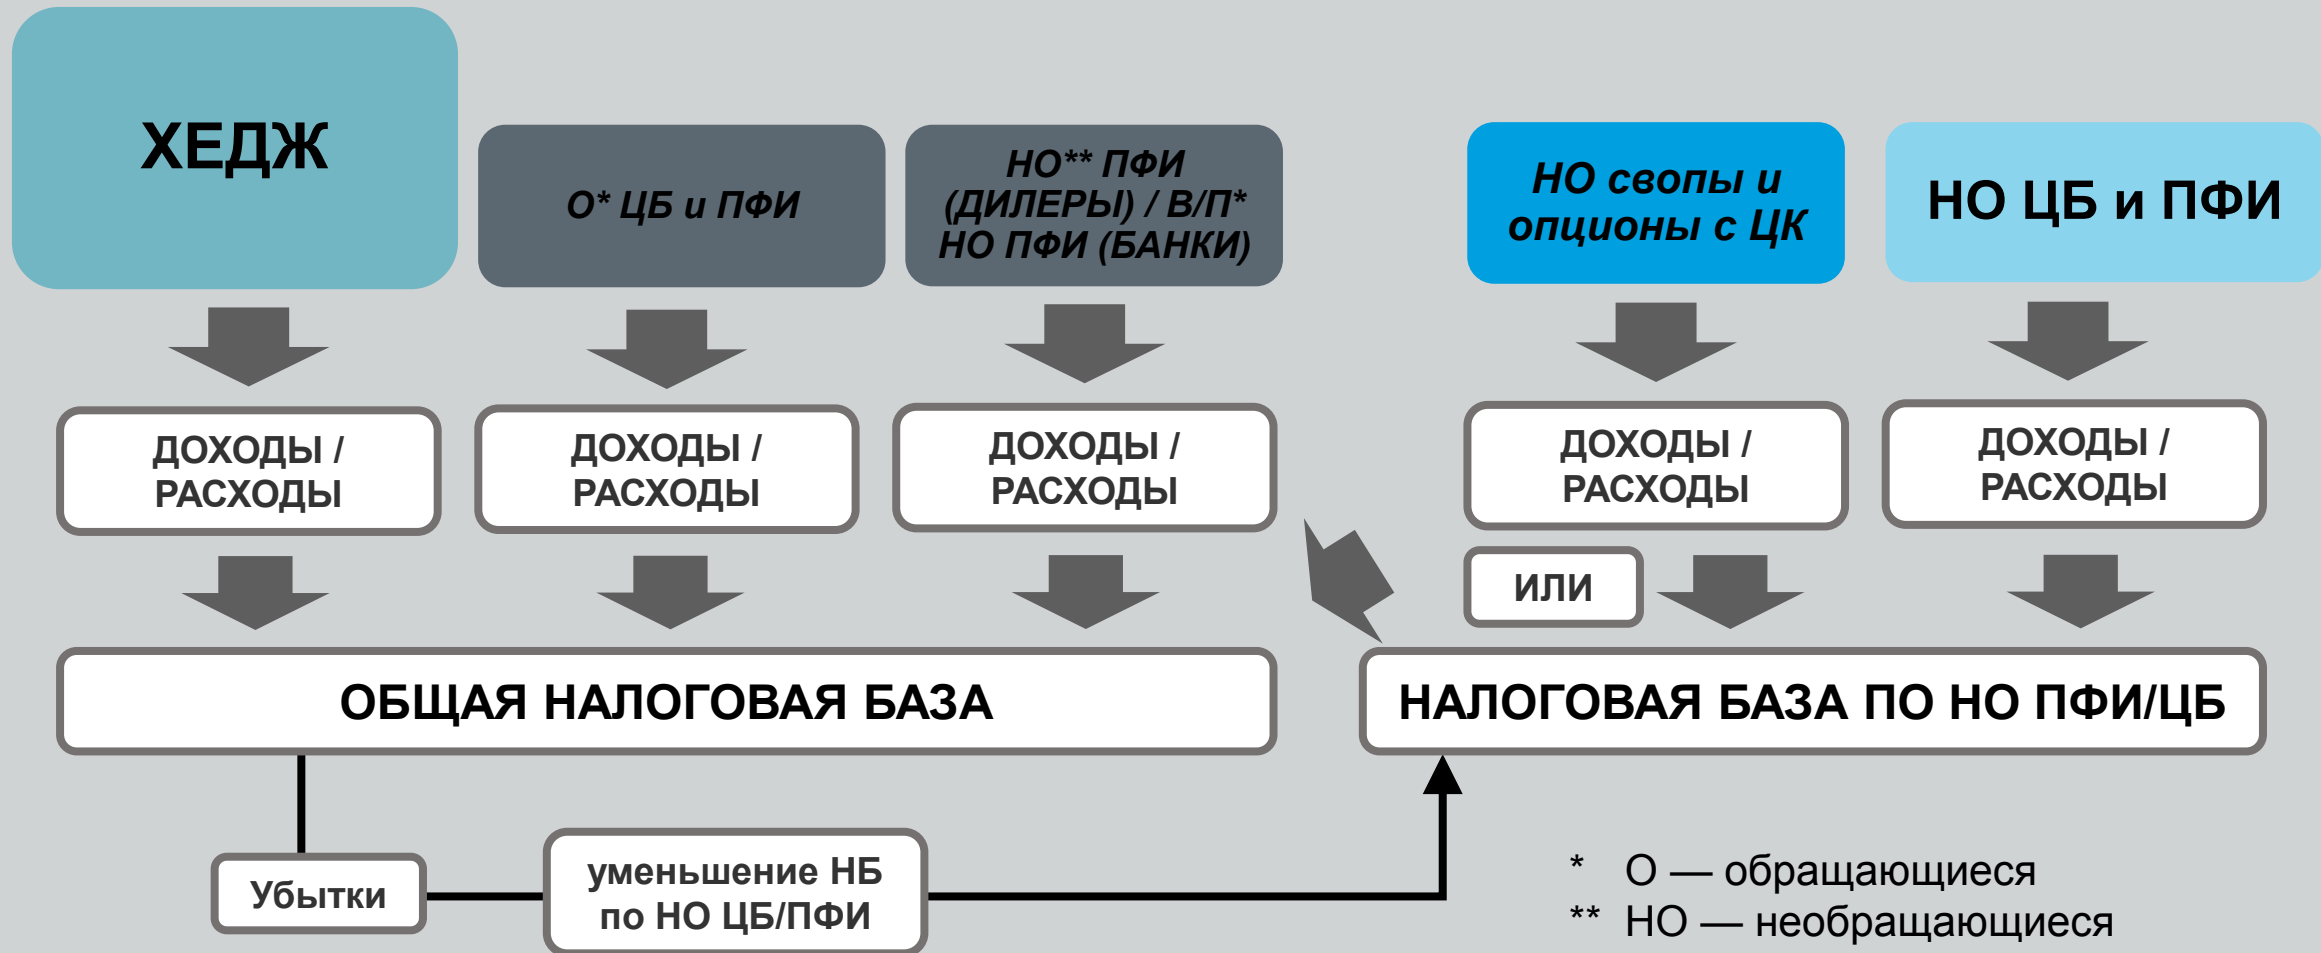 ХЕДЖ
О* ЦБ и ПФИ
НО** ПФИ
(ДИЛЕРЫ) / В/П*
НО ПФИ (БАНКИ)
НО свопы и
опционы с ЦК
НО ЦБ и ПФИ
ДОХОДЫ /
РАСХОДЫ
ДОХОДЫ /
РАСХОДЫ
ДОХОДЫ /
РАСХОДЫ
ДОХОДЫ /
РАСХОДЫ
ДОХОДЫ /
РАСХОДЫ
ИЛИ
ОБЩАЯ НАЛОГОВАЯ БАЗА
НАЛОГОВАЯ БАЗА ПО НО ПФИ/ЦБ
Убытки
уменьшение НБ
по НО ЦБ/ПФИ
* О — обращающиеся
** НО — необращающиеся